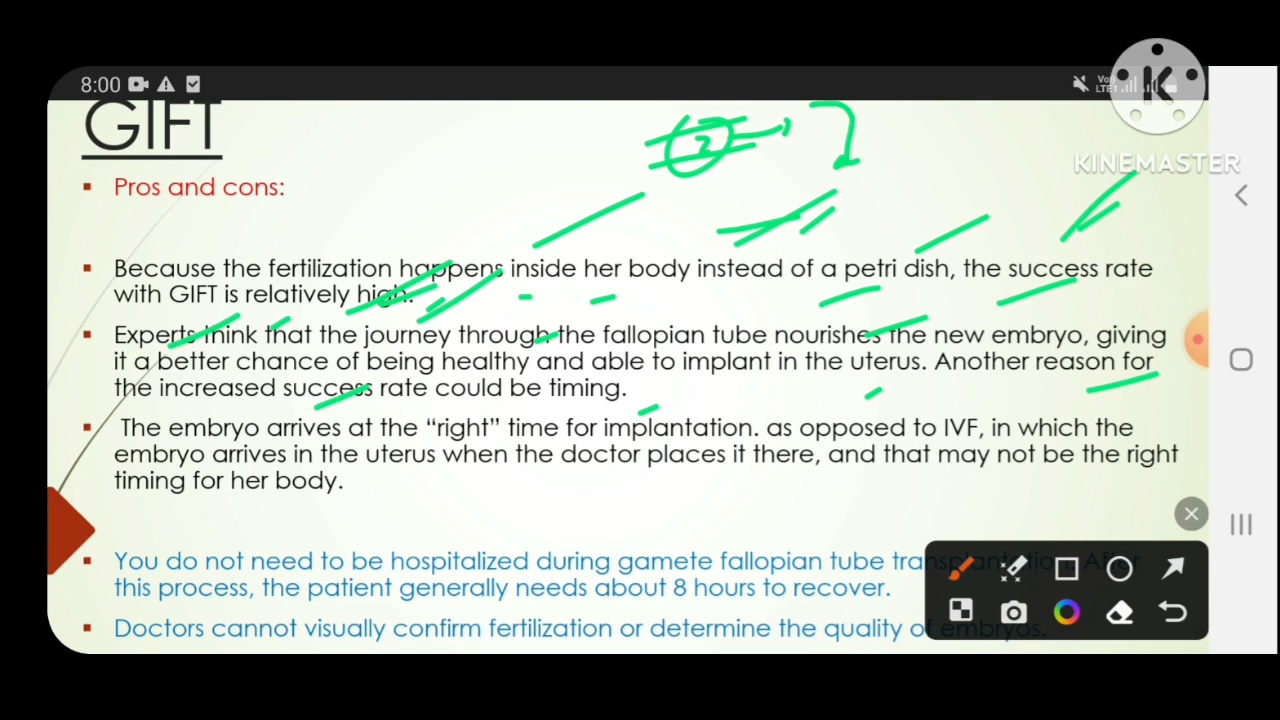 8:00
Vo)
LTE1
KINEMASTER
GIFT
Pros and cons:
Because the fertilization happens inside her body instead of a petri dish, the success rate
with GIFT is relatively high.
Experts think that the journey through the fallopian tube nourishes the new embryo, giving
it a better chance of being healthy and able to implant in the uterus. Another reason for
the increased success rate could be timing.
The embryo arrives at the “right” time for implantation. as opposed to IVF, in which the
embryo arrives in the uterus when the doctor places it there, and that may not be the right
timing for her body.
You do not need to be hospitalized during gamete fallopian tube transplantation. After
this process, the patient generally needs about 8 hours to recover.
Doctors cannot visually confirm fertilization or determine the quality of embryos.